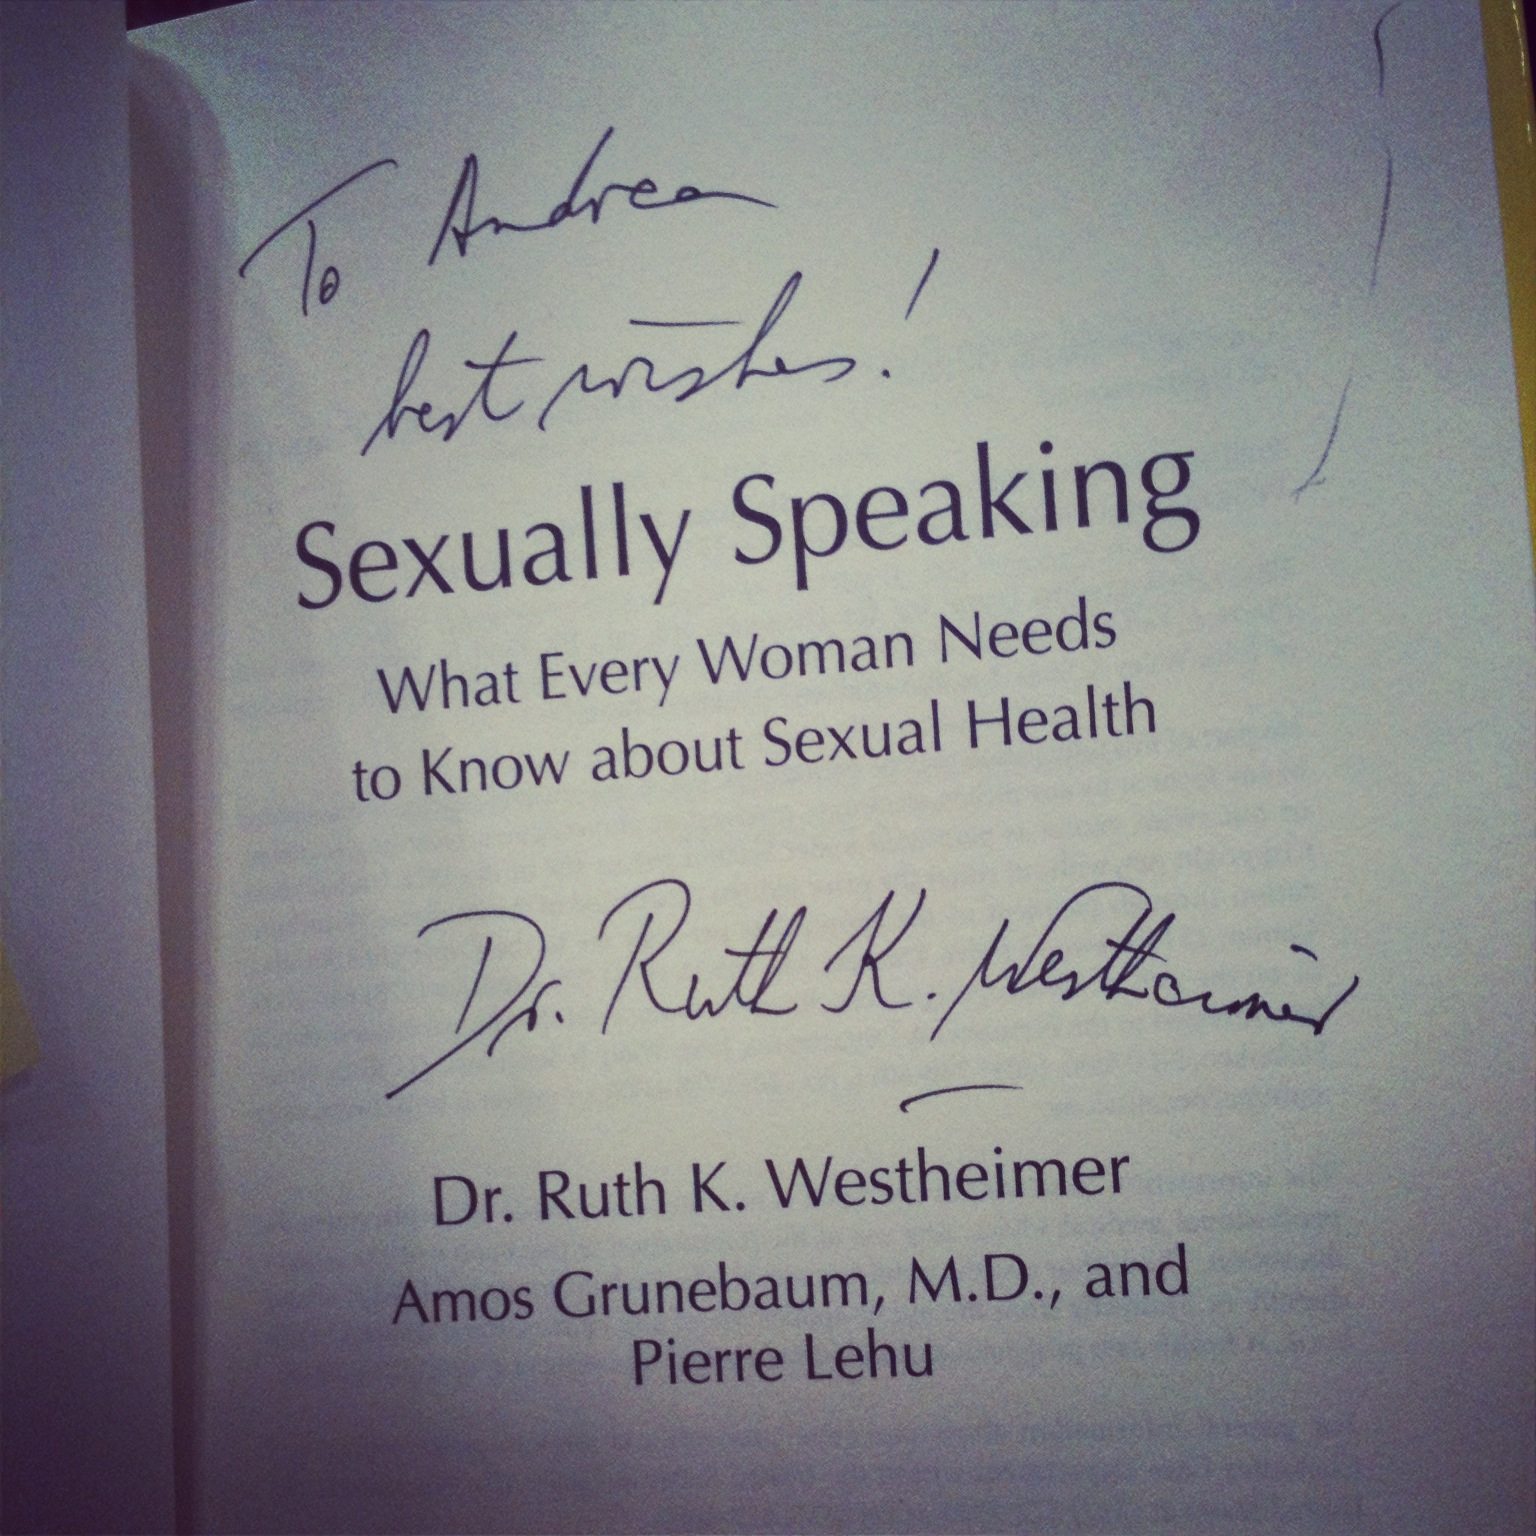 To Andrea
best wishes!
Sexually Speaking
What Every Woman Needs
to Know about Sexual Health
Dr. Ruth K. Westheimer
Dr. Ruth K. Westheimer
Amos Grunebaum, M.D., and
Pierre Lehu